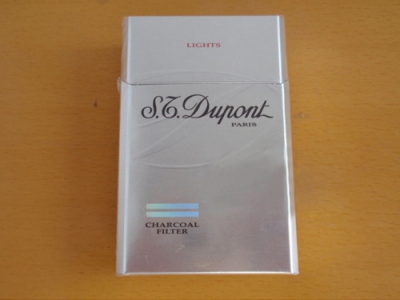 LIGHTS
S.T. Dupont
PARIS
CHARCOAL
FILTER